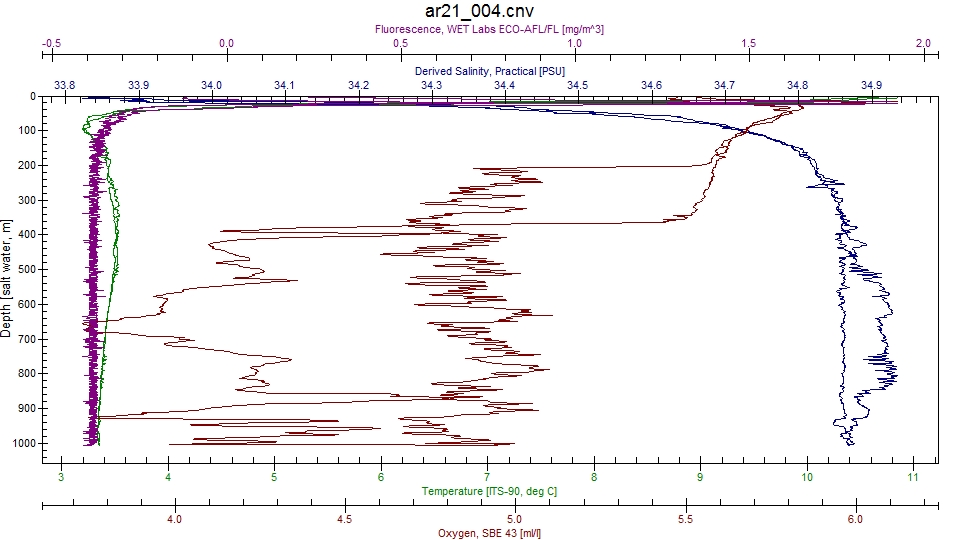 ar21_004.cnv
Fluorescence, WET Labs ECO-AFL/FL [mg/m^3]
-0.5 0.0 0.5 1.0 1.5 2.0
Derived Salinity, Practical [PSU]
33.8 33.9 34.0 34.1 34.2 34.3 34.4 34.5 34.6 34.7 34.8 34.9
0
100
200
300
400
500
600
700
800
900
1000
Depth [salt water, m]
3 4 5 6 7 8 9 10 11
Temperature [ITS-90, deg C]
4.0 4.5 5.0 5.5 6.0
Oxygen, SBE 43 [ml/l]